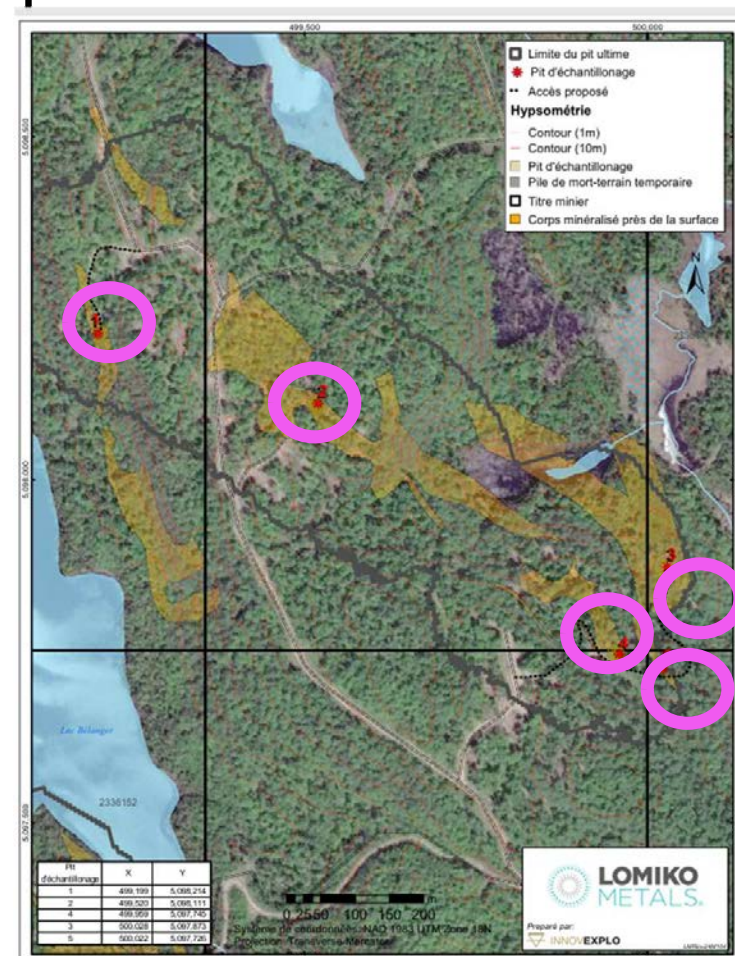 499,500
500,000
Limite du pit ultime
Pit d'échantillonage
Accès proposé
Hypsométrie
Contour (1m)
Contour (10m)
Pit d'échantillonage
Pile de mort-terrain temporaire
Titre minier
Corps minéralisé près de la surface
5,098,500
N
1
2
5,098,000
3
4
Lac Bélanger
2336152
5,097,500
Pit d'échantillonage X Y
1 499,199 5,098,214
2 499,520 5,098,111
4 499,959 5,097,745
3 500,028 5,097,873
5 500,022 5,097,726
0 25 50 100 150 200
Système de coordonnées: NAD 1983 UTM Zone 18N
Projection: Transverse Mercator
LOMIKO
METALS.
Préparé par:
INNOVEXPLO